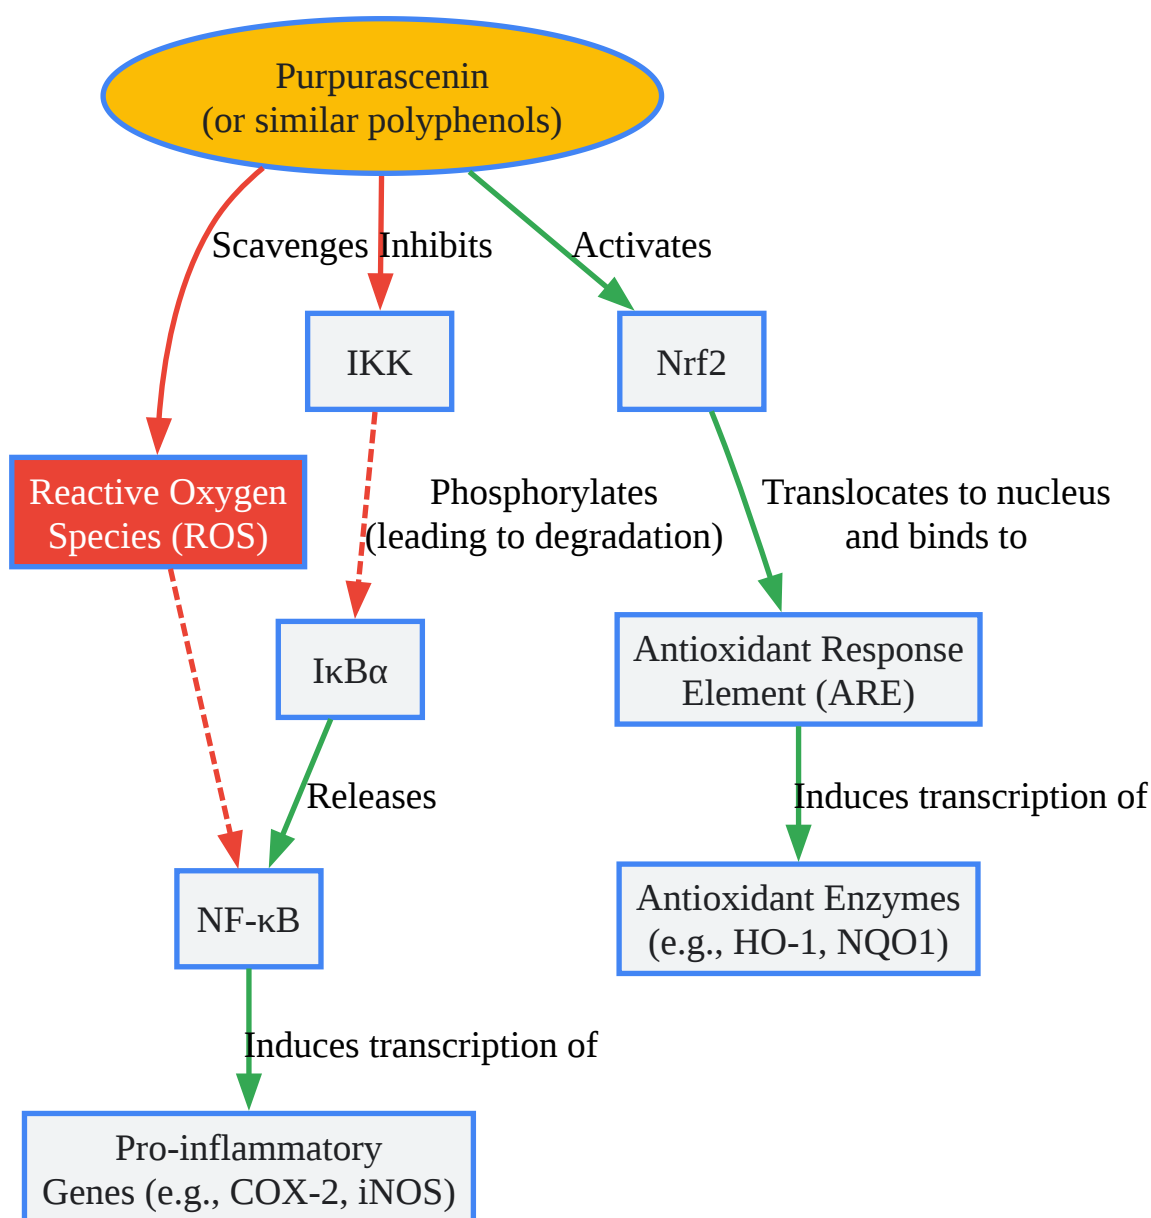 Purpurascenin
(or similar polyphenols)
Scavenges
Inhibits
Activates
IKK
Nrf2
Reactive Oxygen
Species (ROS)
Phosphorylates
(leading to degradation)
Translocates to nucleus
and binds to
IκBα
Antioxidant Response
Element (ARE)
Releases
Induces transcription of
NF-κB
Antioxidant Enzymes
(e.g., HO-1, NQO1)
Induces transcription of
Pro-inflammatory
Genes (e.g., COX-2, iNOS)